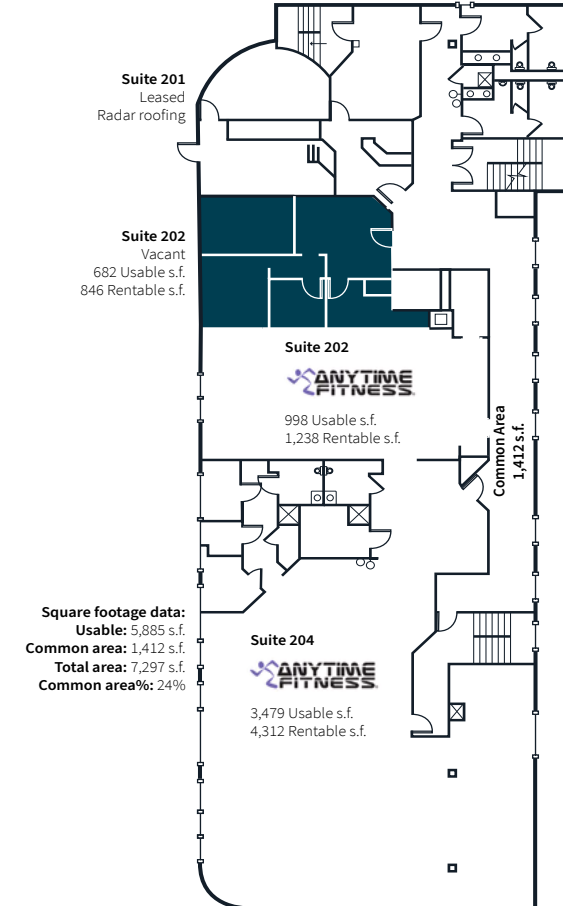 Suite 201
Leased
Radar roofing
Suite 202
Vacant
682 Usable s.f.
846 Rentable s.f.
Suite 202
ANYTIME
FITNESS
998 Usable s.f.
1,238 Rentable s.f.
Common Area
1,412 s.f.
Square footage data:
Usable: 5,885 s.f.
Common area: 1,412 s.f.
Total area: 7,297 s.f.
Common area%: 24%
Suite 204
ANYTIME
FITNESS
3,479 Usable s.f.
4,312 Rentable s.f.